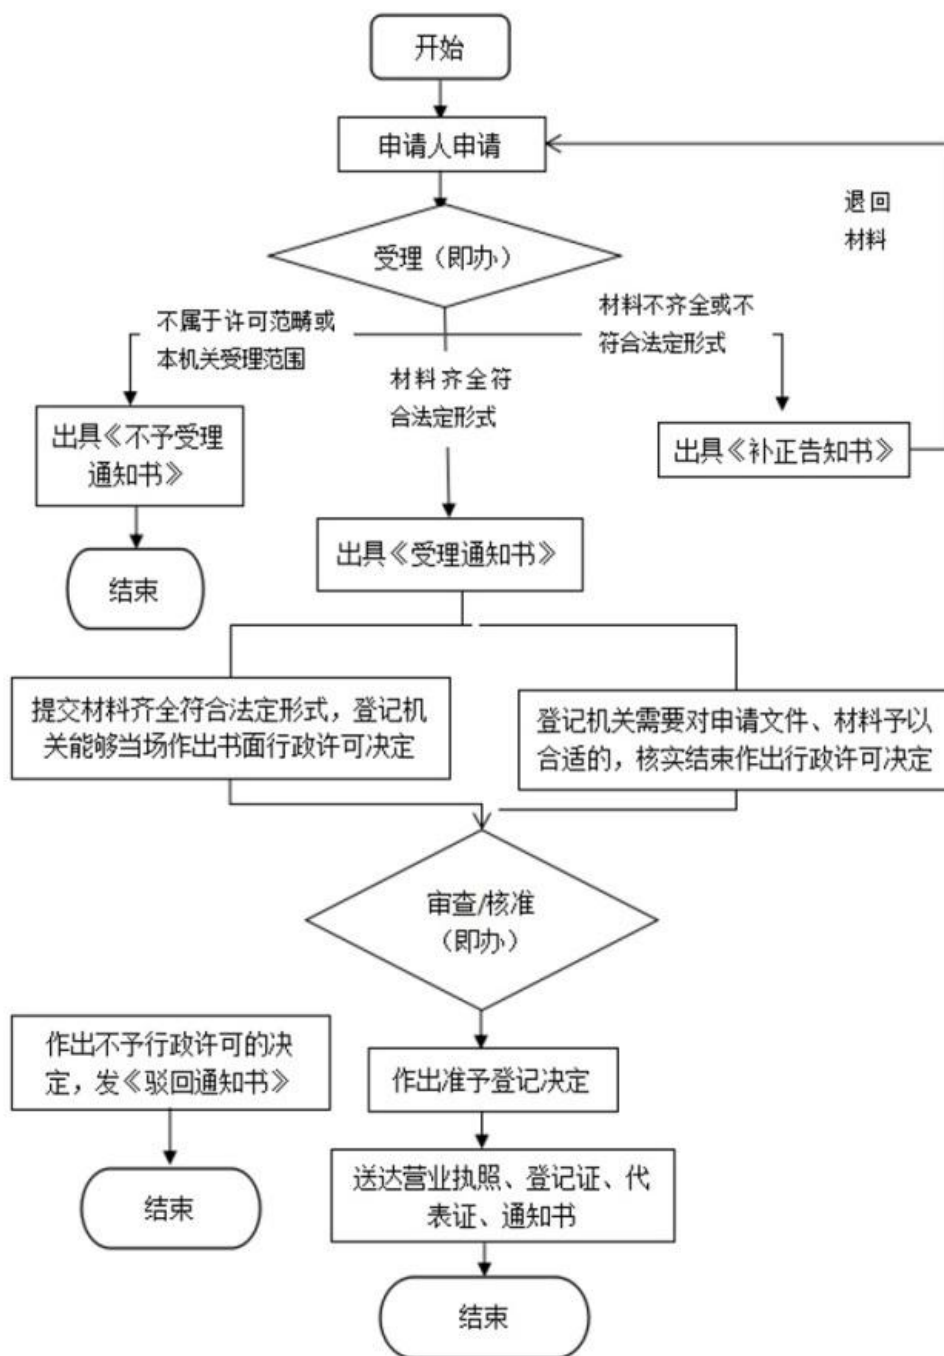 开始
申请人申请
退回
材料
受理（即办）
不属于许可范畴或
本机关受理范围
材料不齐全或不
符合法定形式
材料齐全符
合法定形式
出具《不予受理
通知书》
出具《补正告知书》
结束
出具《受理通知书》
提交材料齐全符合法定形式，登记机
关能够当场作出书面行政许可决定
登记机关需要对申请文件、材料予以
合适的，核实结束作出行政许可决定
审查/核准
（即办）
作出不予行政许可的决
定，发《驳回通知书》
作出准予登记决定
结束
送达营业执照、登记证、代
表证、通知书
结束